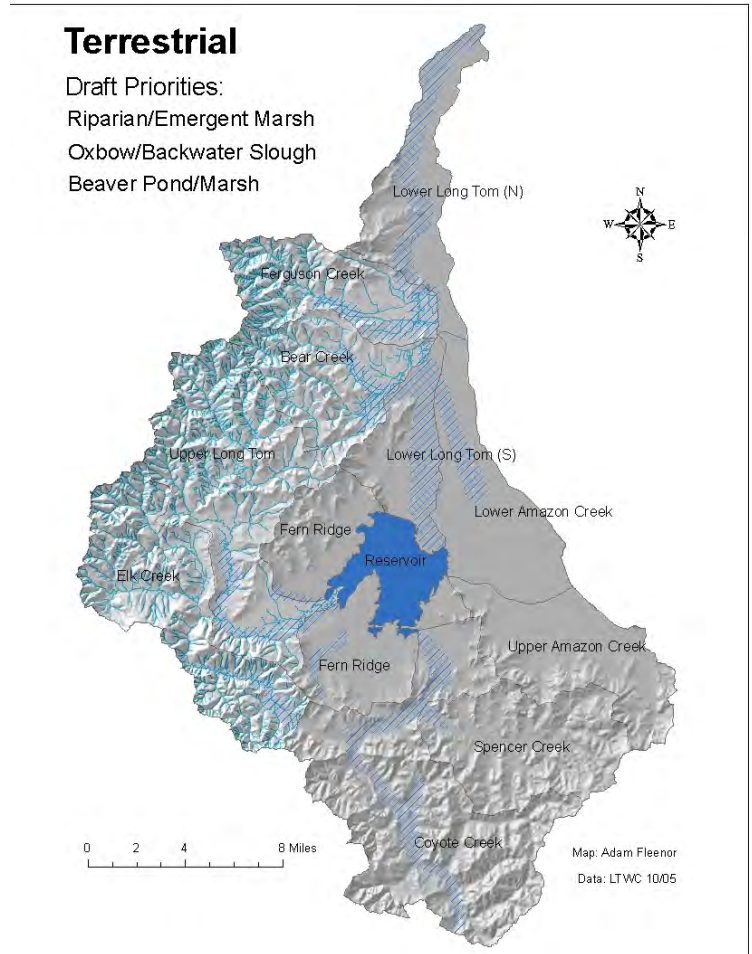 Terrestrial
Draft Priorities:
Riparian/Emergent Marsh
Oxbow/Backwater Slough
Beaver Pond/Marsh
Lower Long Tom (N)
N
W E
S
Ferguson Creek
Bear Creek
Upper Long Tom
Lower Long Tom (S)
Lower Amazon Creek
Fern Ridge
Reservoir
Elk Creek
Upper Amazon Creek
Fern Ridge
Spencer Creek
Coyote Creek
0 2 4 8 Miles
Map: Adam Fleenor
Data: LTWC 10/05